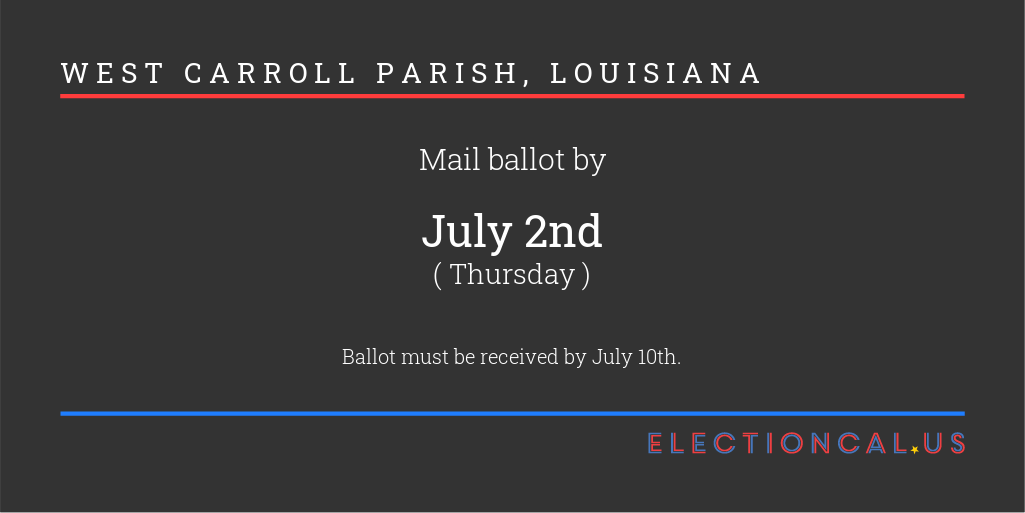 WEST CARROLL PARISH, LOUISIANA
Mail ballot by
July 2nd
( Thursday )
Ballot must be received by July 10th.
ELECTIONCAL.US